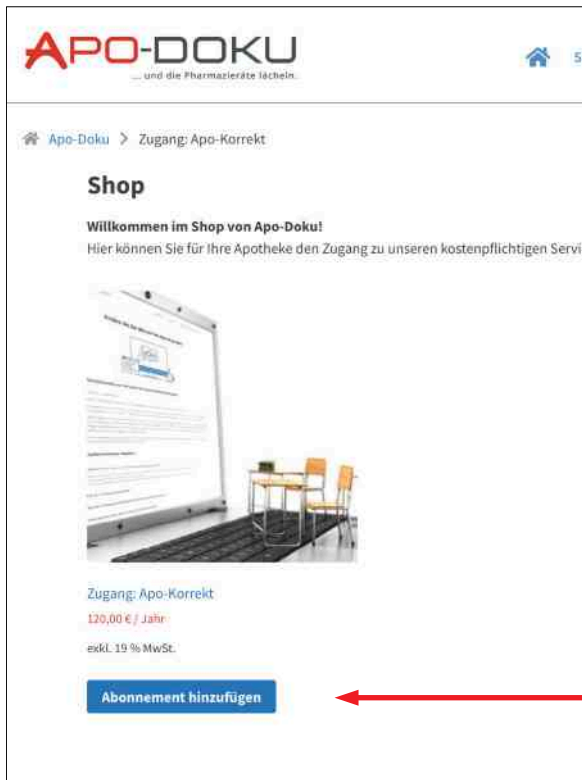 APO-DOKU
... und die Pharmazieräte lächeln.
Apo-Doku > Zugang: Apo-Korrekt
Shop
Willkommen im Shop von Apo-Doku!
Hier können Sie für Ihre Apotheke den Zugang zu unseren kostenpflichtigen Servi
Zugang: Apo-Korrekt
120,00 € / Jahr
exkl. 19 % MwSt.
Abonnement hinzufügen